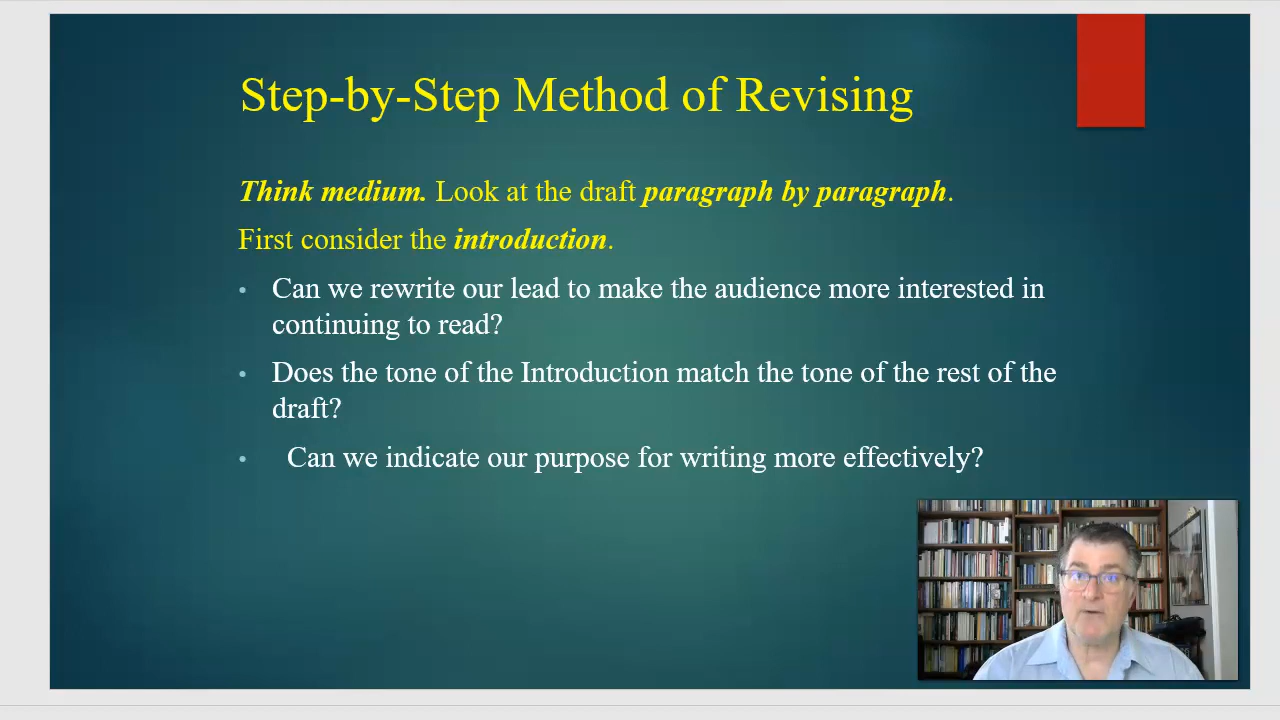 Step-by-Step Method of Revising
Think medium. Look at the draft paragraph by paragraph.
First consider the introduction.
• Can we rewrite our lead to make the audience more interested in
continuing to read?
• Does the tone of the Introduction match the tone of the rest of the
draft?
• Can we indicate our purpose for writing more effectively?